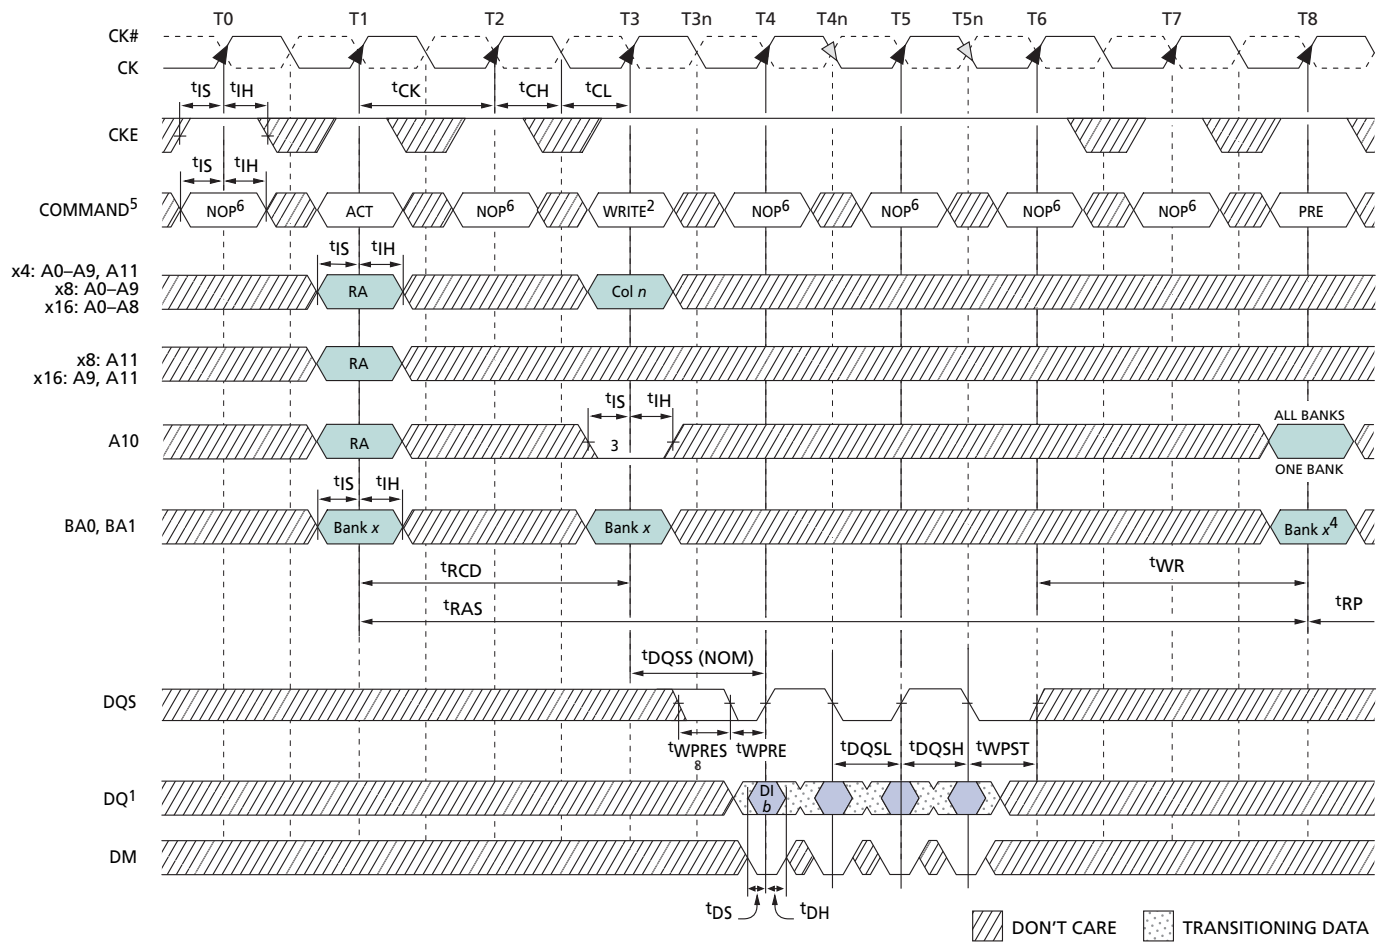 T0 T1 T2 T3 T3n T4 T4n T5 T5n T6 T7 T8
CK#
CK
tIS tIH tCK tCH tCL
CKE
tIS tIH
COMMAND5 NOP6 ACT NOP6 WRITE2 NOP6 NOP6 NOP6 NOP6 PRE
tIS tIH
x4: A0–A9, A11
x8: A0–A9
x16: A0–A8
RA Col n
x8: A11
x16: A9, A11
RA
tIS tIH
ALL BANKS
A10 RA 3
ONE BANK
tIS tIH
BA0, BA1 Bank x Bank x Bank x4
tRCD tWR
tRAS tRP
tDQSS (NOM)
DQS
tWPRES tWPRE tDQSL tDQSH tWPST
8
DQ1 DI
b
DM
tDS tDH
DON'T CARE TRANSITIONING DATA